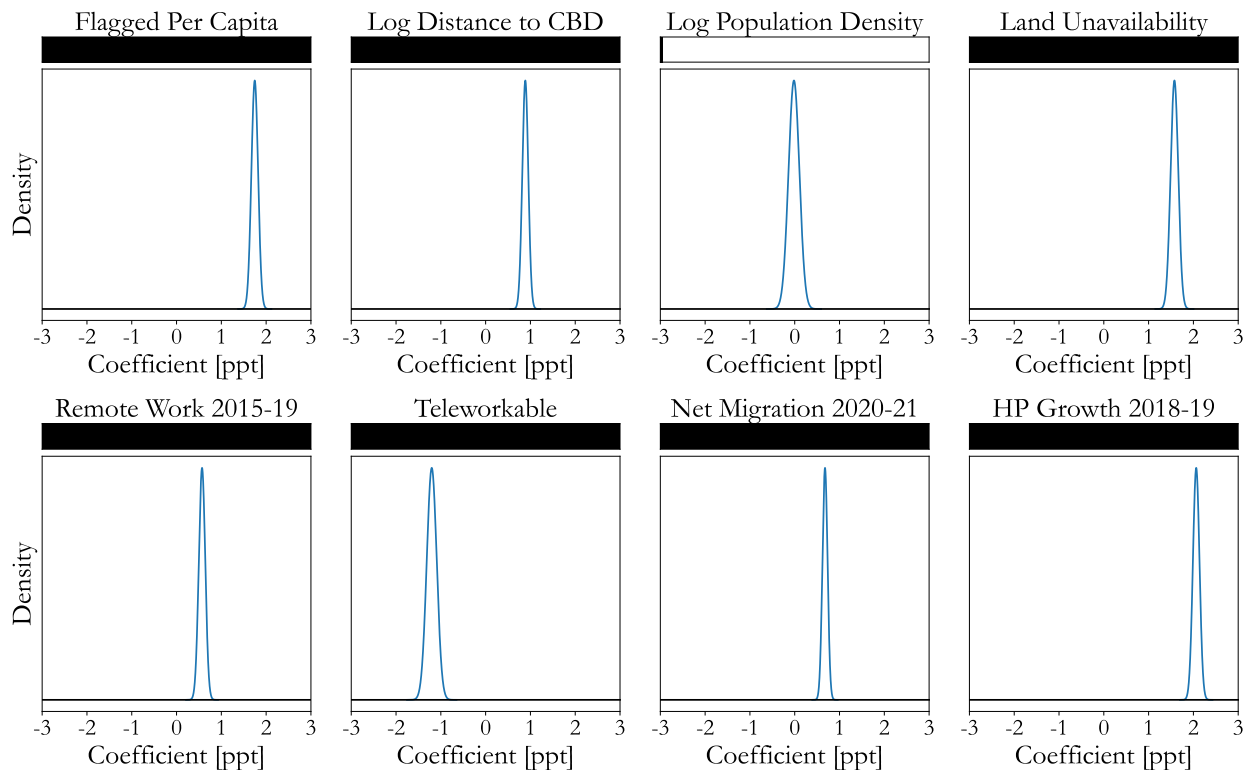 Flagged Per Capita
Log Distance to CBD
Log Population Density
Land Unavailability
Density
-3 -2 -1 0 1 2 3
-3 -2 -1 0 1 2 3
-3 -2 -1 0 1 2 3
-3 -2 -1 0 1 2 3
Coefficient [ppt]
Coefficient [ppt]
Coefficient [ppt]
Coefficient [ppt]
Remote Work 2015-19
Teleworkable
Net Migration 2020-21
HP Growth 2018-19
Density
-3 -2 -1 0 1 2 3
-3 -2 -1 0 1 2 3
-3 -2 -1 0 1 2 3
-3 -2 -1 0 1 2 3
Coefficient [ppt]
Coefficient [ppt]
Coefficient [ppt]
Coefficient [ppt]